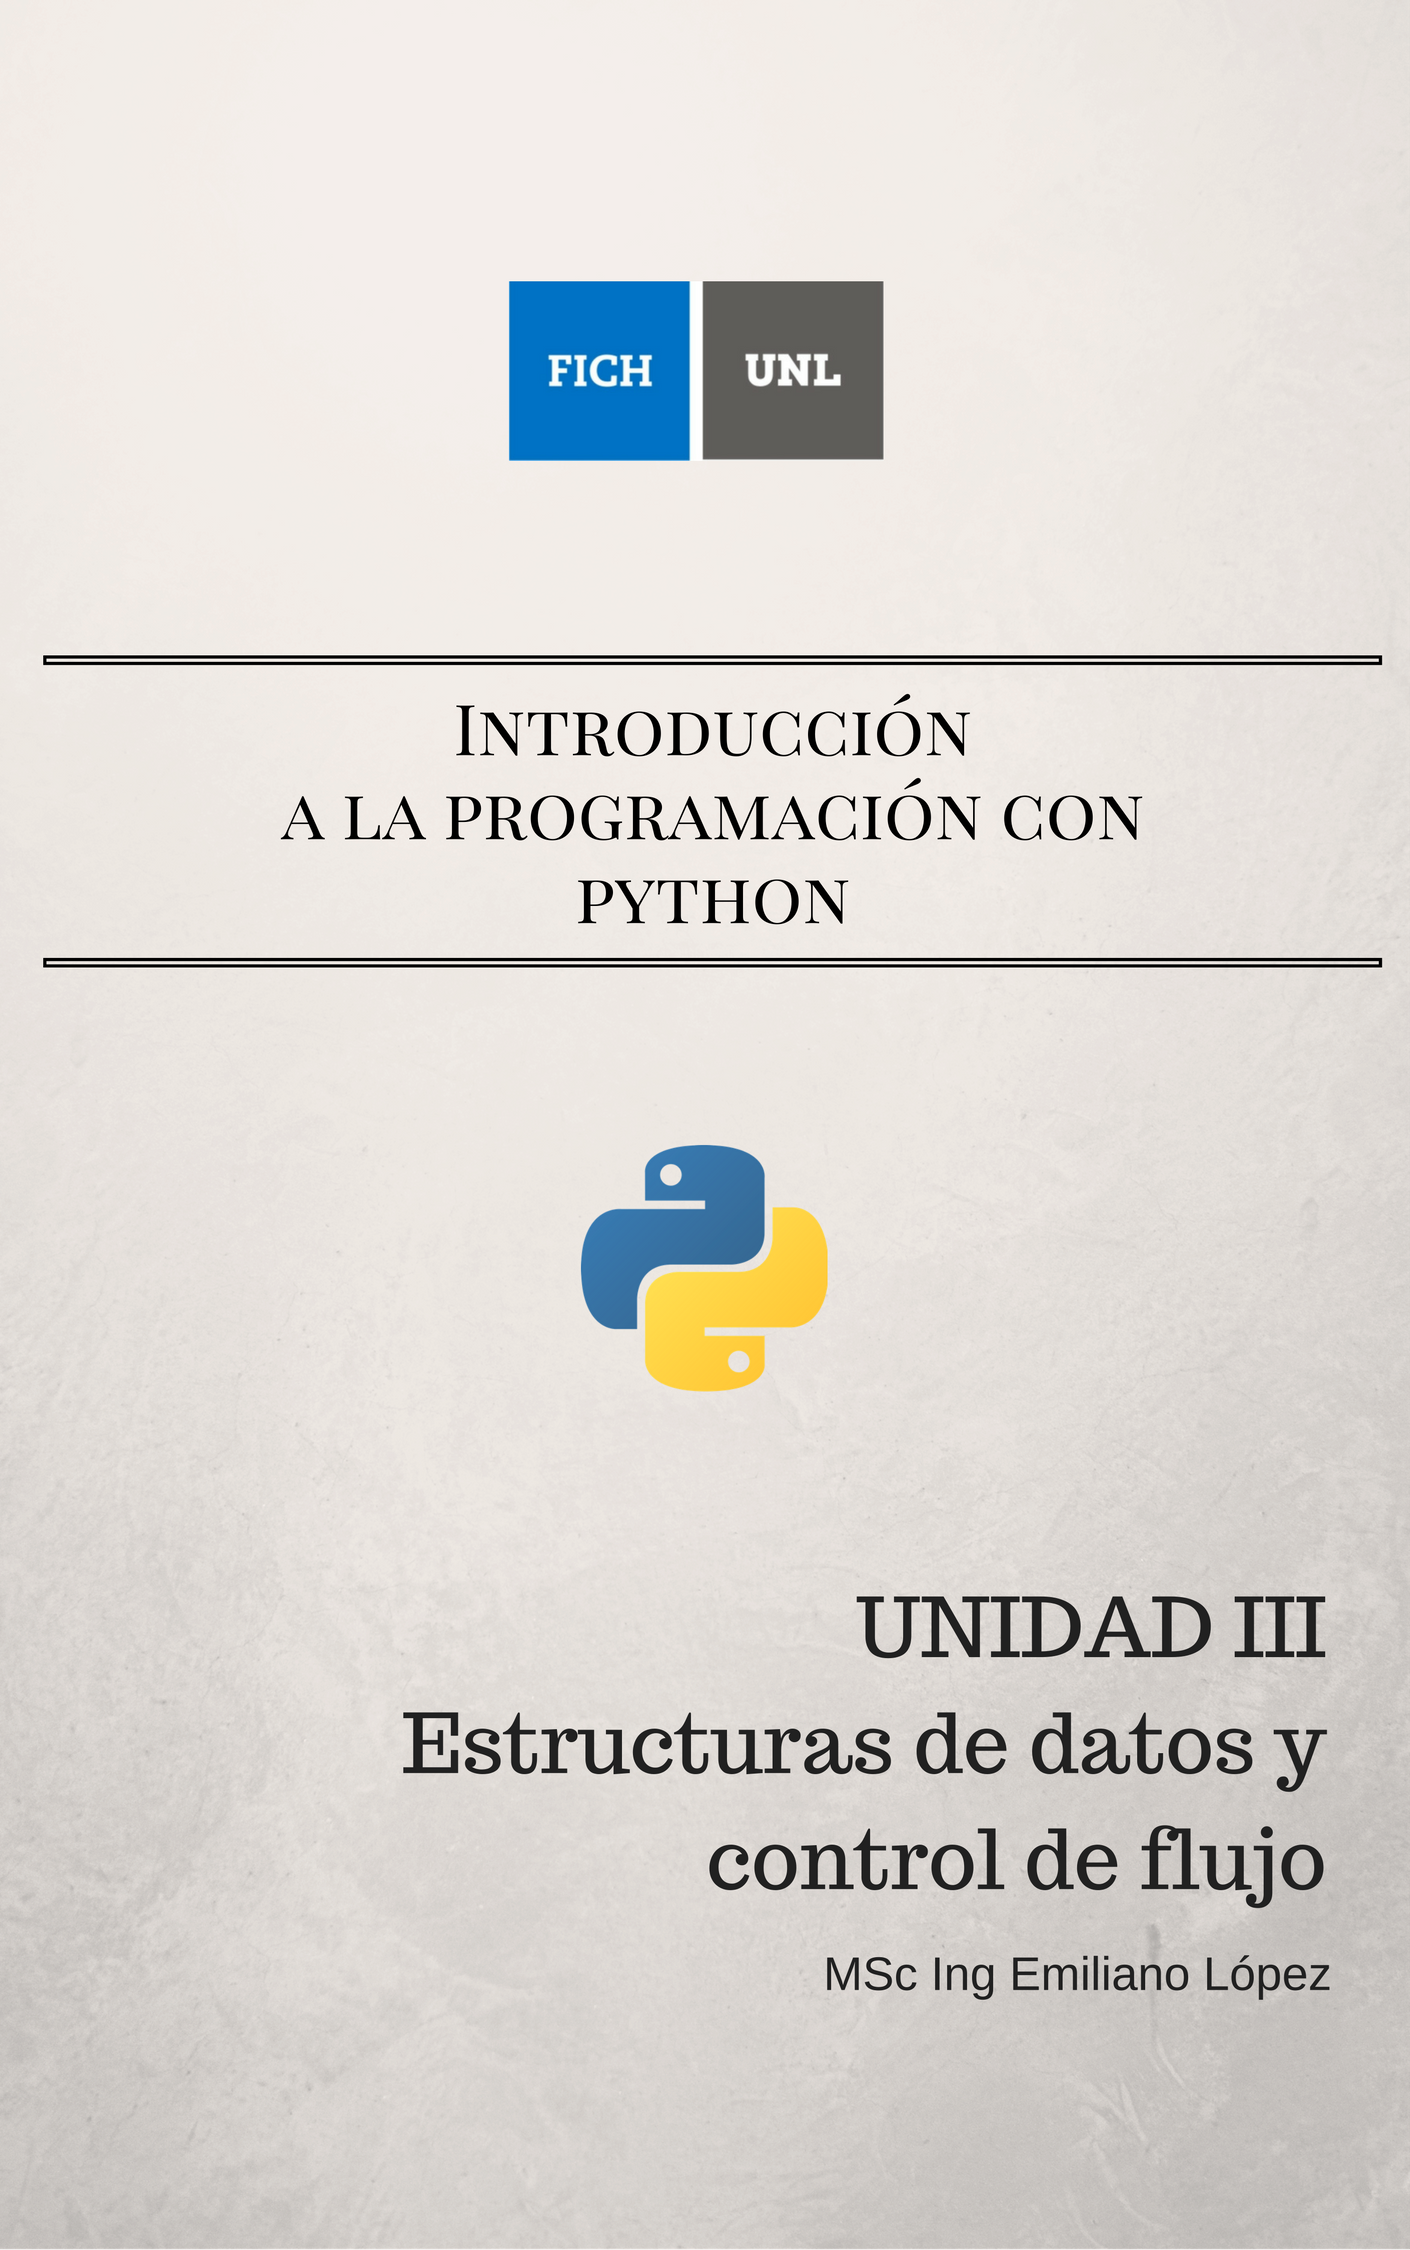 FICH UNL
Introducción
a la programación con
python
UNIDAD III
Estructuras de datos y
control de flujo
MSc Ing Emiliano López